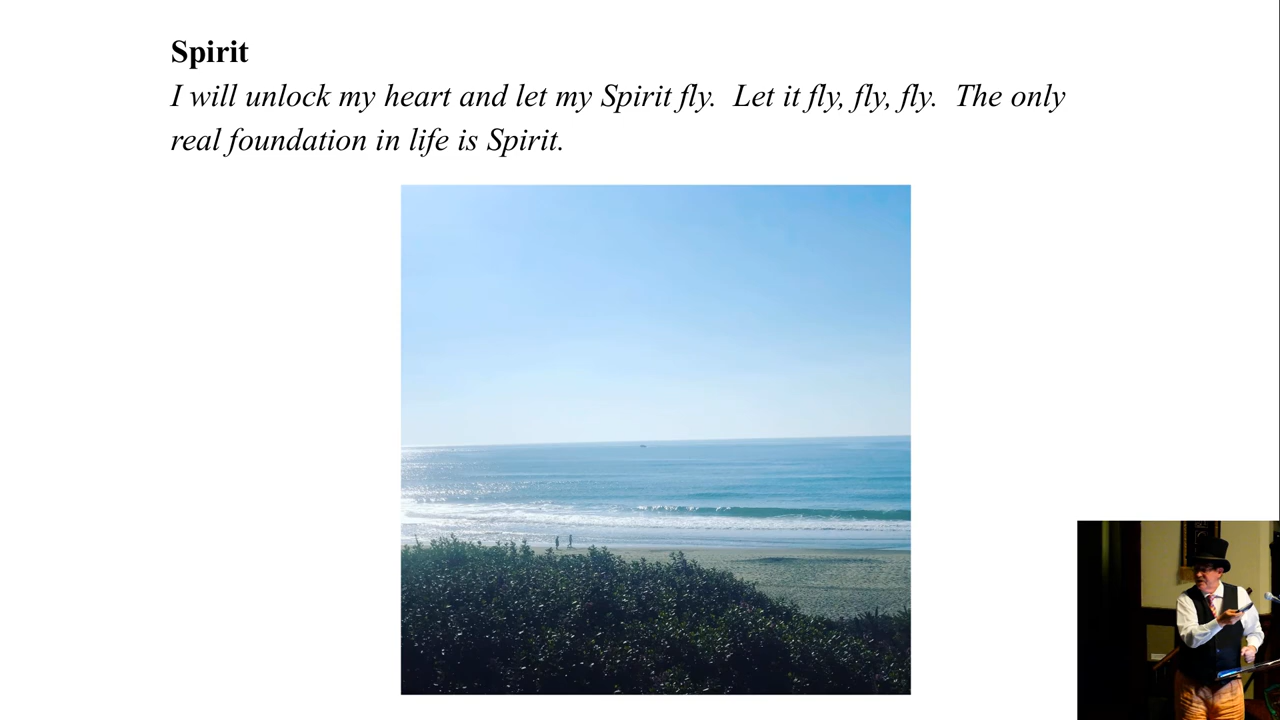 Spirit
I will unlock my heart and let my Spirit fly.  Let it fly, fly, fly.  The only
real foundation in life is Spirit.